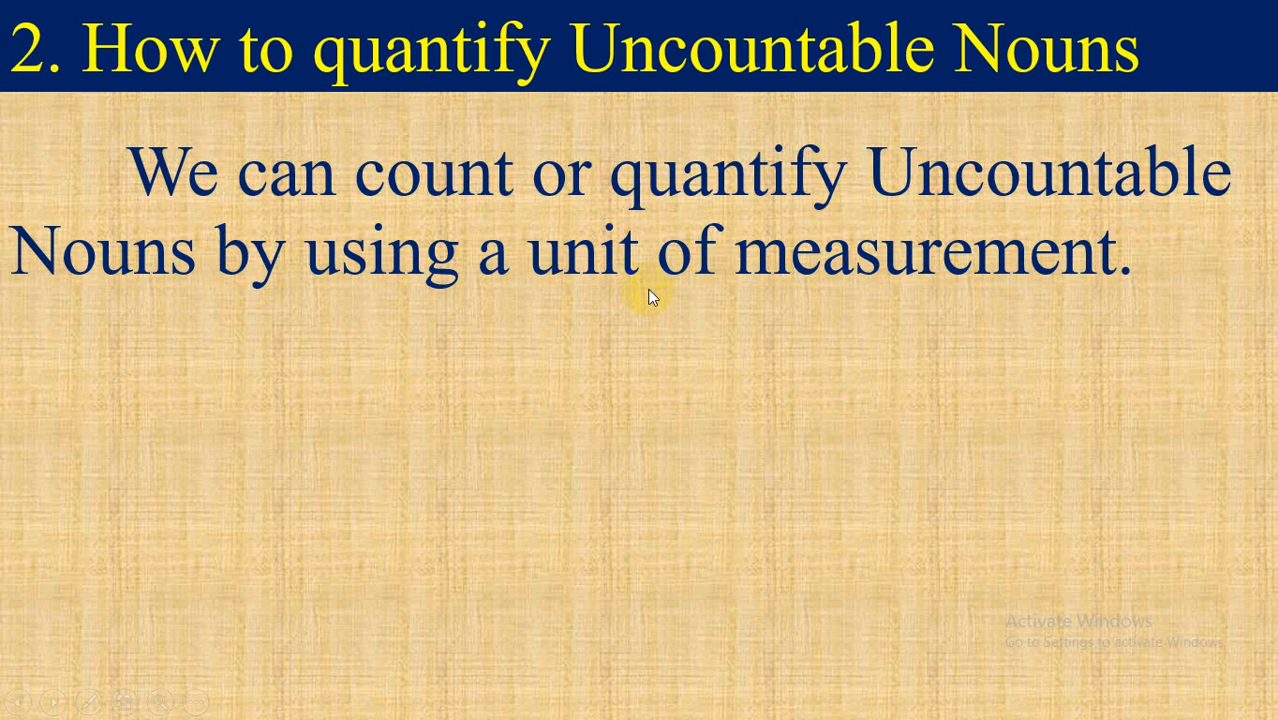 2. How to quantify Uncountable Nouns
We can count or quantify Uncountable
Nouns by using a unit of measurement.
Activate Windows
Go to Settings to activate Windows.